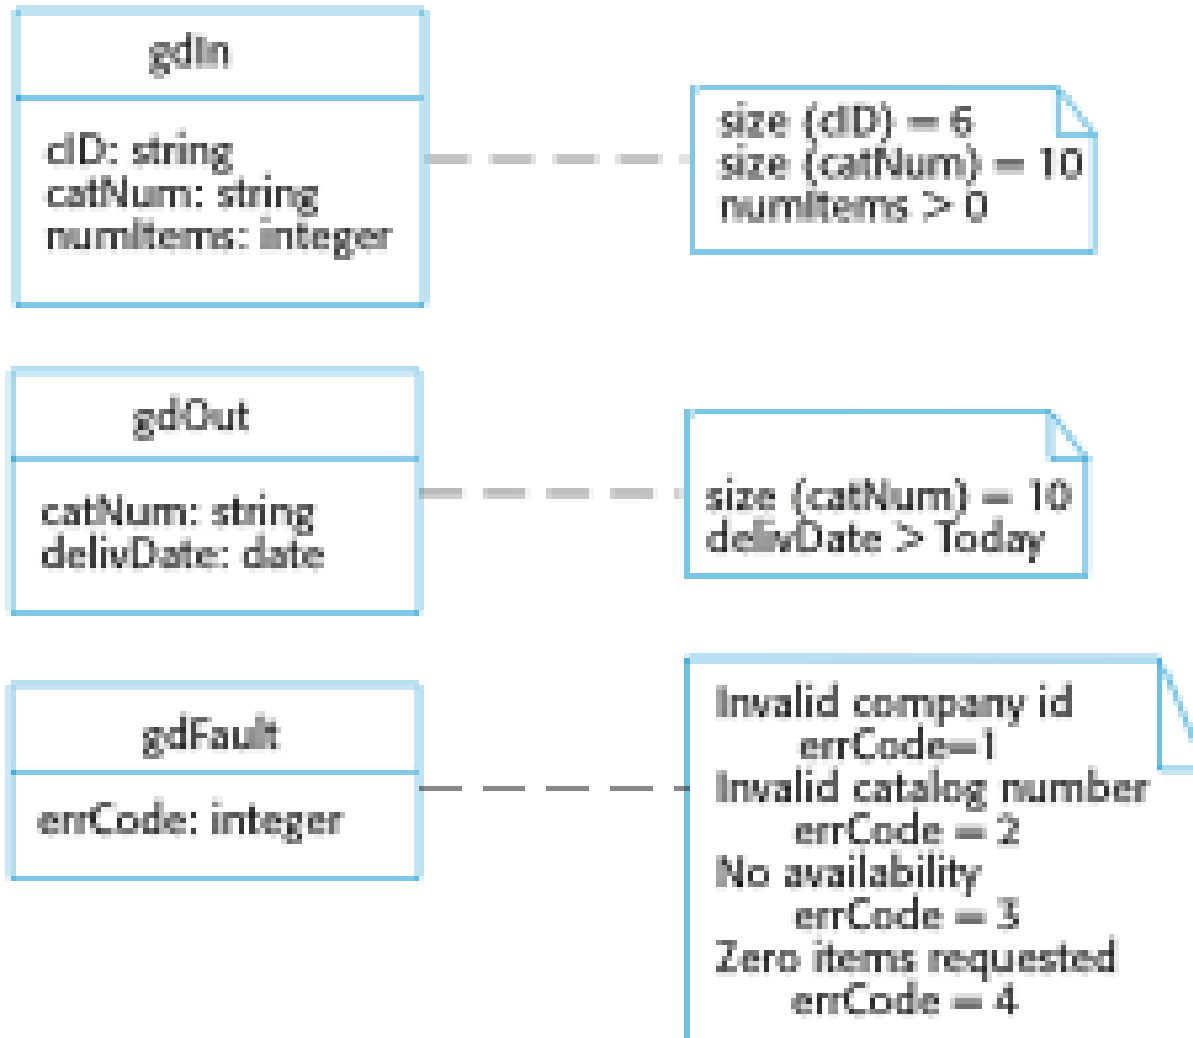 gdIn
cID: string
catNum: string
numItems: integer
size (cID) = 6
size (catNum) = 10
numItems > 0
gdOut
catNum: string
delivDate: date
size (catNum) = 10
delivDate > Today
gdFault
errCode: integer
Invalid company id
errCode=1
Invalid catalog number
errCode = 2
No availability
errCode = 3
Zero items requested
errCode = 4